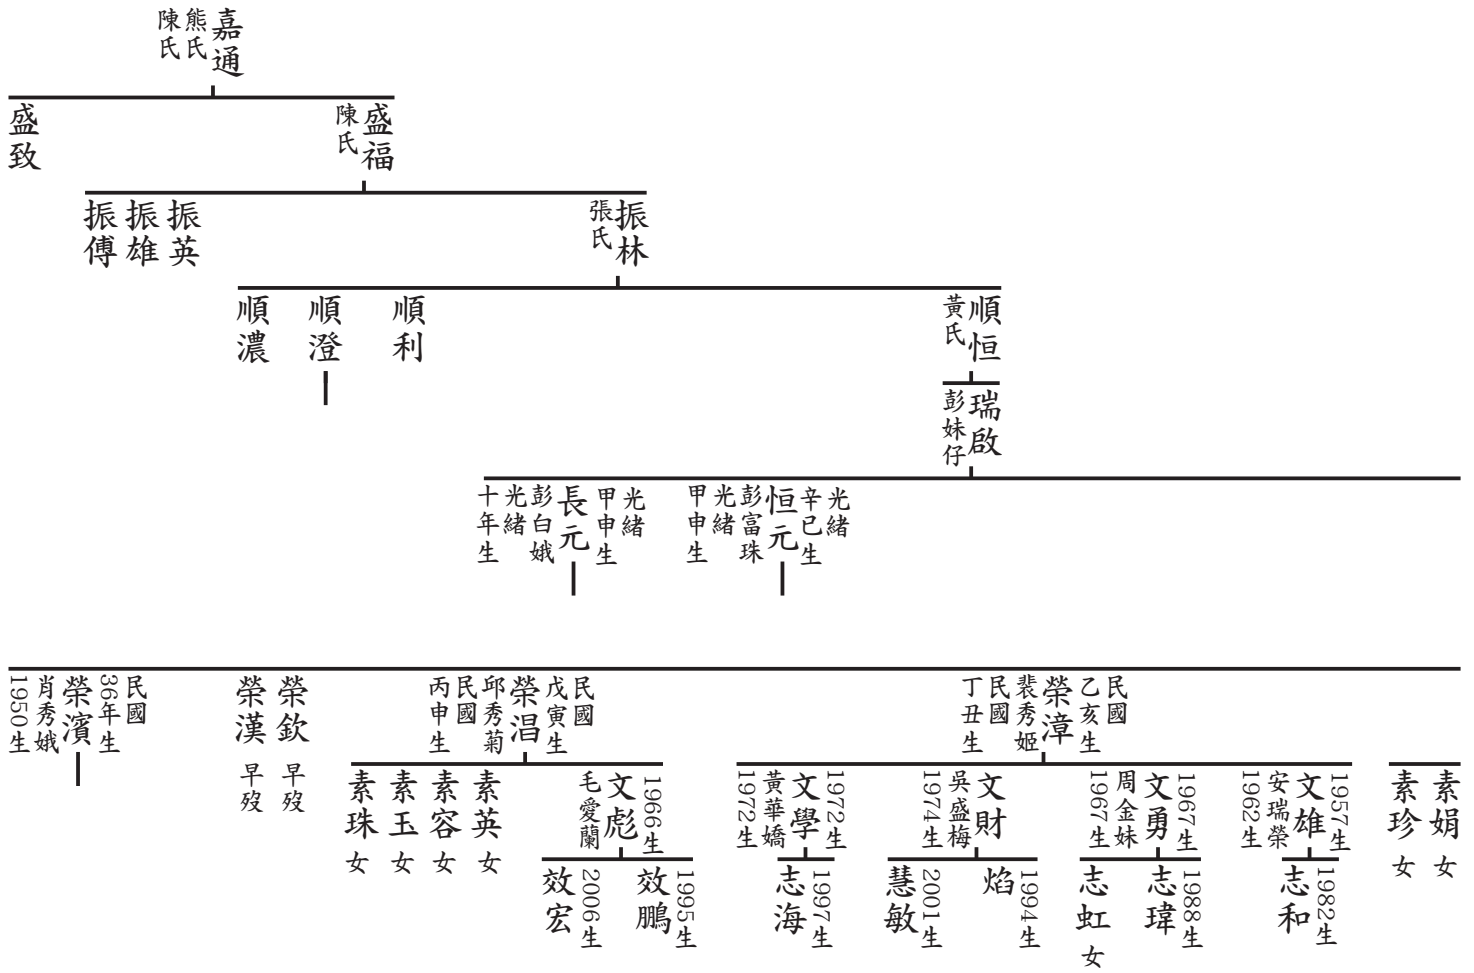 嘉通
熊氏
陳氏
盛福
陳氏
盛致
振林
張氏
振英
振雄
振傅
順恒
黃氏
順利
順澄
順濃
瑞啟
彭妹仔
光緒
辛巳生
恒元
彭富珠
光緒
甲申生
光緒
甲申生
長元
彭白娥
光緒
十年生
素娟 女
素珍 女
民國
乙亥生
榮漳
裴秀姬
民國
丁丑生
民國
戊寅生
榮淐
邱秀菊
民國
丙申生
榮欽 早歿
榮漢 早歿
民國
36年生
榮濱
肖秀娥
1950生
1957生
文雄
安瑞榮
1962生
1967生
文勇
周金妹
1967生
文財
吳盛梅
1974生
1972生
文學
黃華嬌
1972生
1966生
文彪
毛愛蘭
素英 女
素容 女
素玉 女
素珠 女
1982生
志和
1988生
志瑋
志虹 女
1994生
焰
2001生
慧敏
1997生
志海
1995生
效鵬
2006生
效宏